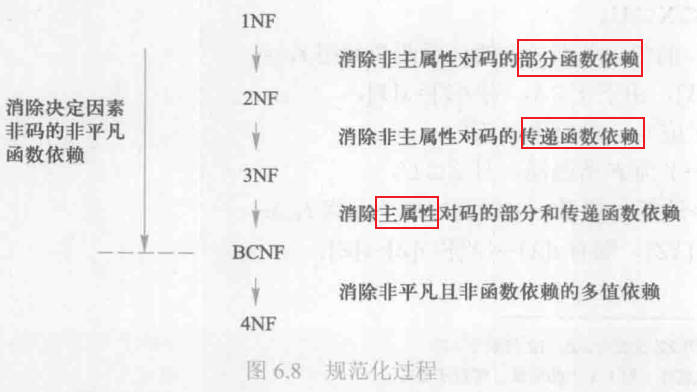 1NF
消除非主属性对码的部分函数依赖
2NF
消除决定因素
非码的非平凡
函数依赖
消除非主属性对码的传递函数依赖
3NF
消除主属性对码的部分和传递函数依赖
BCNF
消除非平凡且非函数依赖的多值依赖
4NF
图 6.8 规范化过程